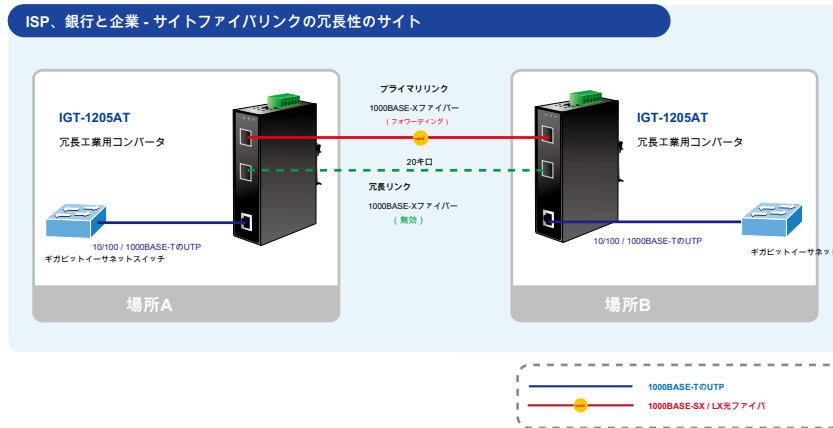 ISP、銀行と企業 - サイトファイバリンクの冗長性のサイト
プライマリリンク
1000BASE-Xファイバー
(フォワーディング)
20キロ
冗長リンク
1000BASE-Xファイバー
(無効)
IGT-1205AT
冗長工業用コンバータ
10/100 / 1000BASE-TのUTP
ギガビットイーサネットスイッチ
場所A
IGT-1205AT
冗長工業用コンバータ
10/100 / 1000BASE-TのUTP
ギガビットイーサネット
場所B
1000BASE-TのUTP
1000BASE-SX / LX光ファイバ